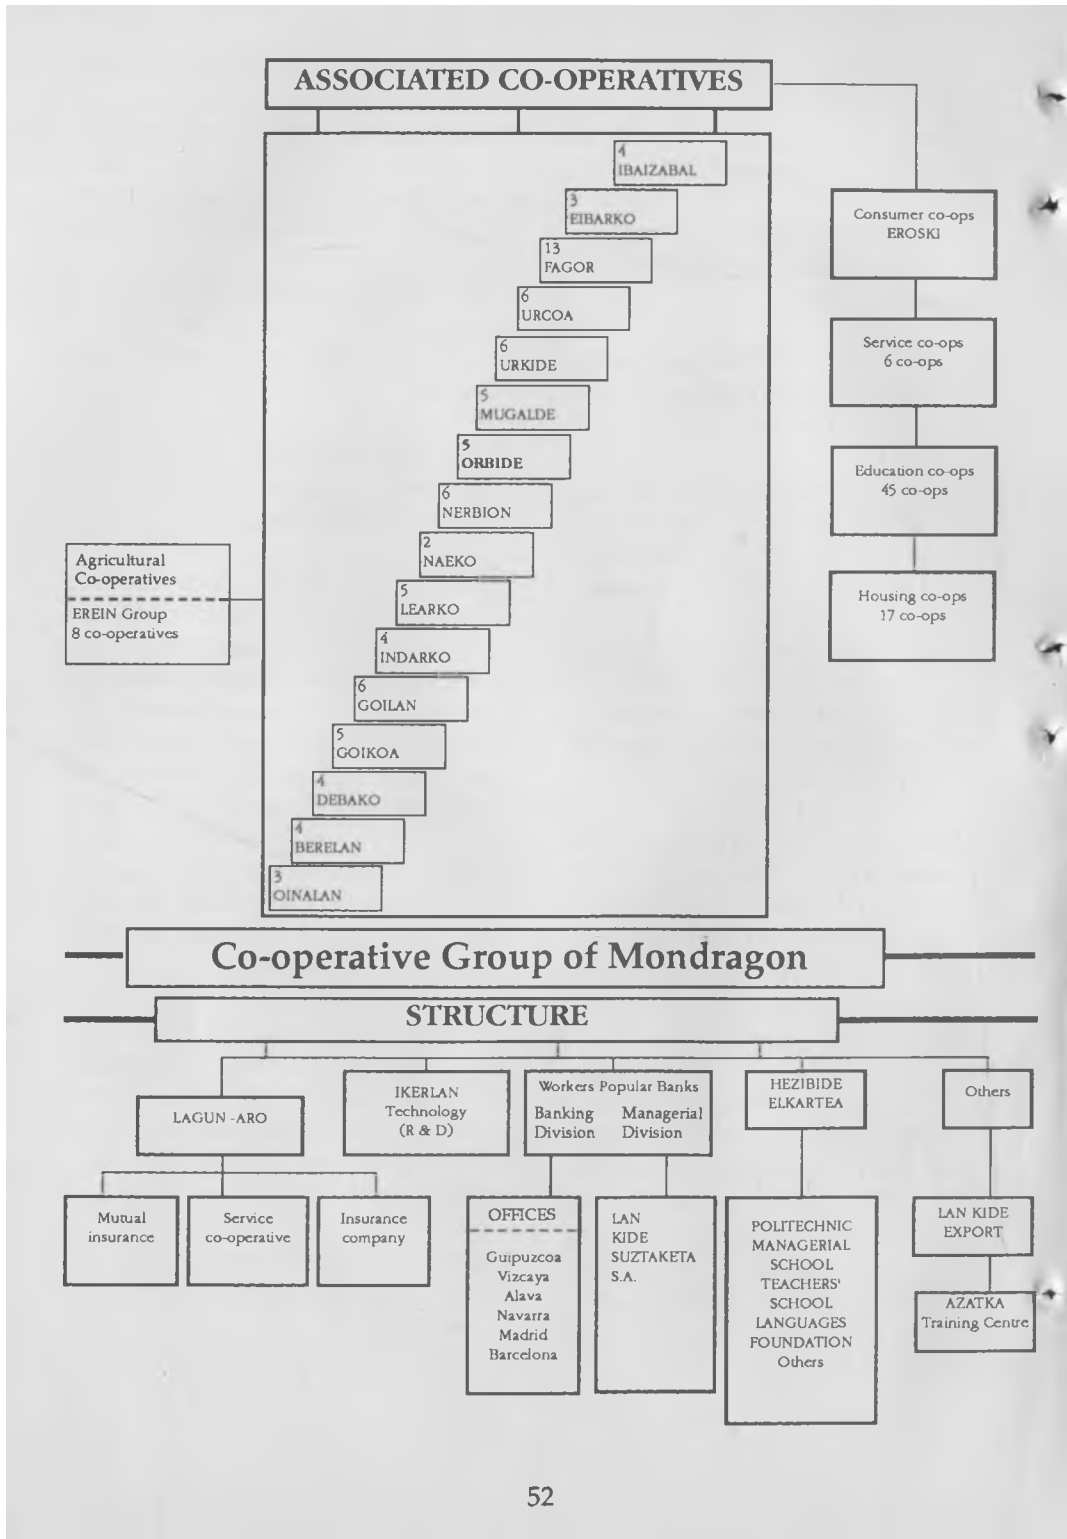 ASSOCIATED CO-OPERATIVES
4
IBAIZABAL
3
EIBARKO
13
FAGOR
6
URCOA
6
URKIDE
5
MUGALDE
5
ORBIDE
6
NERBION
2
NAEKO
5
LEARKO
4
INDARKO
6
GOILAN
5
GOIKOA
4
DEBAKO
4
BERELAN
3
OINALAN
Agricultural
Co-operatives
EREIN Group
8 co-operatives
Consumer co-ops
EROSKI
Service co-ops
6 co-ops
Education co-ops
45 co-ops
Housing co-ops
17 co-ops
Co-operative Group of Mondragon
STRUCTURE
LAGUN -ARO
Mutual
insurance
Service
co-operative
Insurance
company
IKERLAN
Technology
(R & D)
Workers Popular Banks
Banking
Division
Managerial
Division
OFFICES
Guipuzcoa
Vizcaya
Alava
Navarra
Madrid
Barcelona
LAN
KIDE
SUZTAKETA
S.A.
HEZIBIDE
ELKARTEA
POLITECHNIC
MANAGERIAL
SCHOOL
TEACHERS'
SCHOOL
LANGUAGES
FOUNDATION
Others
Others
LAN KIDE
EXPORT
AZATKA
Training Centre
52